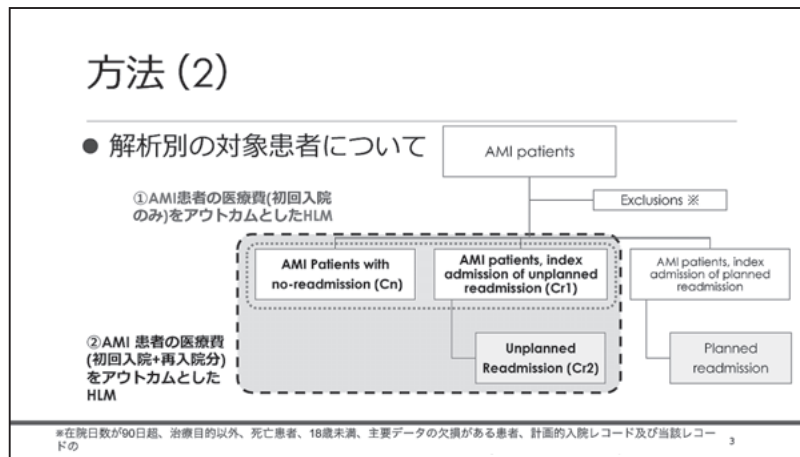 方法 (2)
● 解析別の対象患者について
AMI patients
①AMI患者の医療費(初回入院
のみ)をアウトカムとしたHLM
Exclusions ※
AMI Patients with
no-readmission (Cn)
AMI patients, index
admission of unplanned
readmission (Cr1)
AMI patients, index
admission of planned
readmission
②AMI 患者の医療費
(初回入院+再入院分)
をアウトカムとした
HLM
Unplanned
Readmission (Cr2)
Planned
readmission
※在院日数が90日超、治療目的以外、死亡患者、18歳未満、主要データの欠損がある患者、計画的入院レコード及び当該レコー
ドの
3